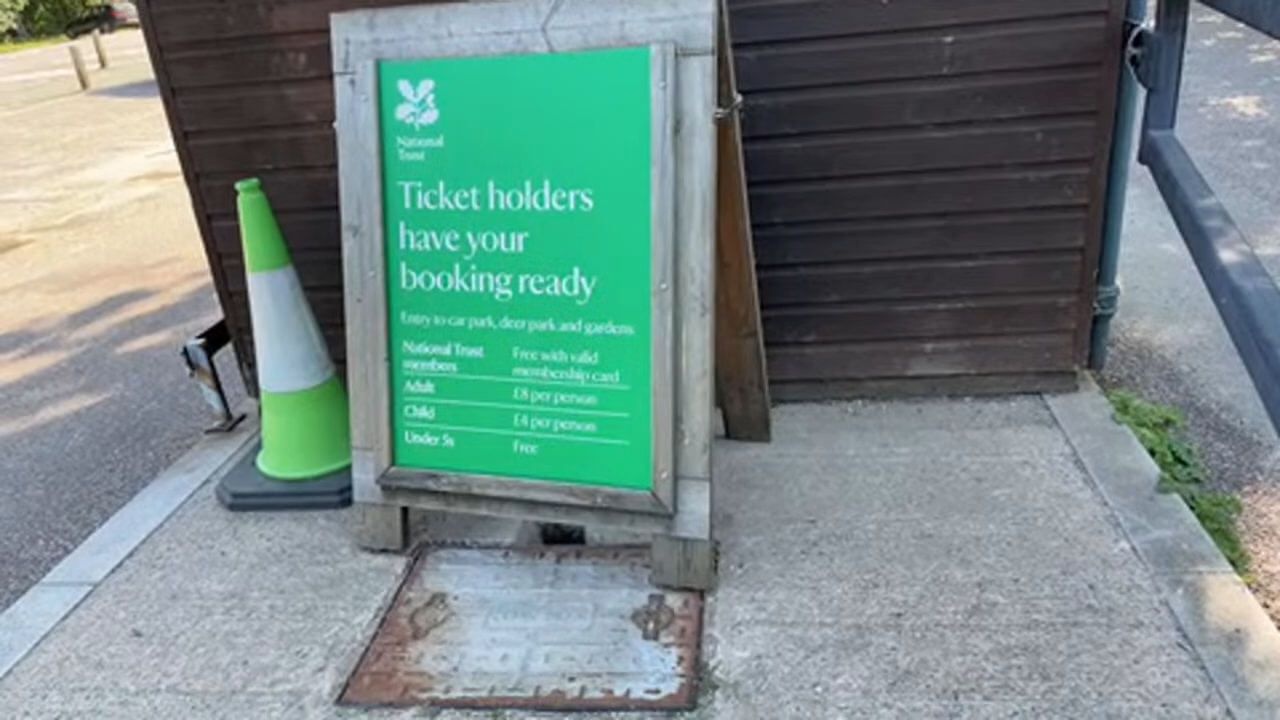 National
Trust
Ticket holders
have your
booking ready
Entry to car park, deer park and gardens
National Trust members Free with valid membership card
Adult £8 per person
Child £4 per person
Under 5s Free